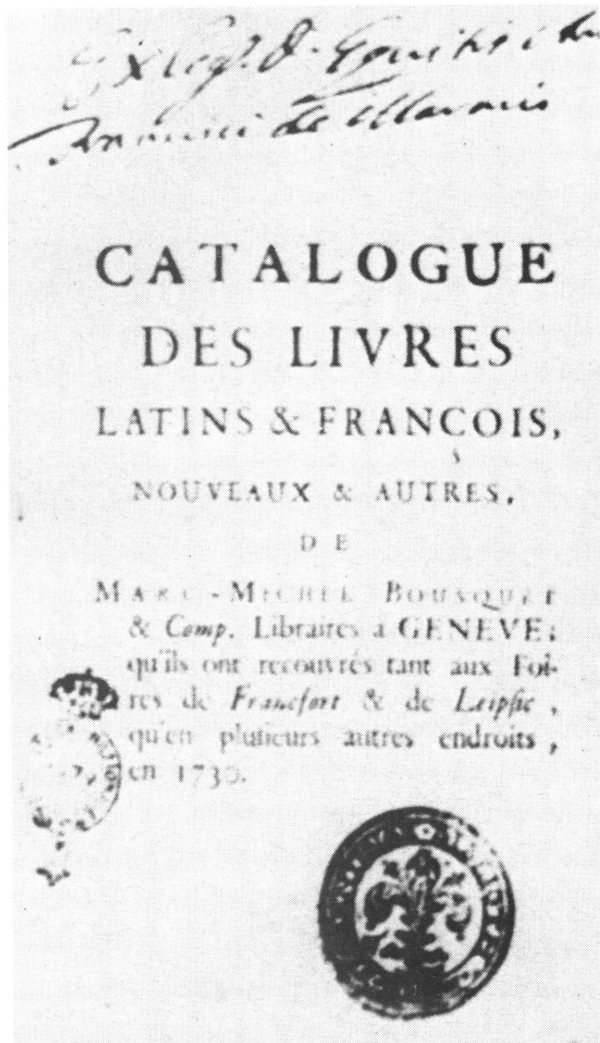 CATALOGUE
DES LIVRES
LATINS & FRANÇOIS,
NOUVEAUX & AUTRES,
DE
MARC-MICHEL BOUSQUET
& Comp. Libraires à GENEVE;
qu'ils ont recouvrés tant aux Foi-
res de Francfort & de Leipsic,
qu'en plusieurs autres endroits,
en 1730.